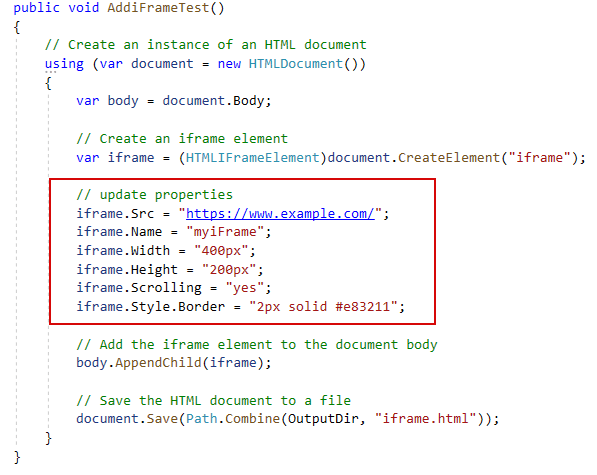 public void AddiFrameTest()
{
    // Create an instance of an HTML document
    using (var document = new HTMLDocument())
    {
        var body = document.Body;

        // Create an iframe element
        var iframe = (HTMLIFrameElement)document.CreateElement("iframe");

        // update properties
        iframe.Src = "https://www.example.com/";
        iframe.Name = "myiFrame";
        iframe.Width = "400px";
        iframe.Height = "200px";
        iframe.Scrolling = "yes";
        iframe.Style.Border = "2px solid #e83211";

        // Add the iframe element to the document body
        body.AppendChild(iframe);

        // Save the HTML document to a file
        document.Save(Path.Combine(OutputDir, "iframe.html"));
    }
}